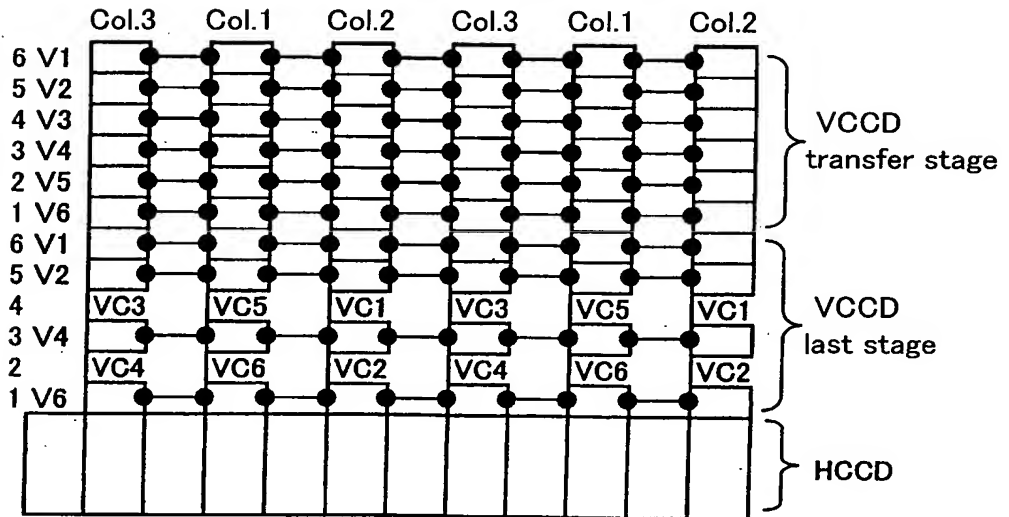 Col.3 Col.1 Col.2 Col.3 Col.1 Col.2
6 V1
5 V2
4 V3
3 V4
2 V5
1 V6
VCCD
transfer stage
6 V1
5 V2
4 VC3 VC5 VC1 VC3 VC5 VC1
3 V4
2 VC4 VC6 VC2 VC4 VC6 VC2
1 V6
VCCD
last stage
HCCD